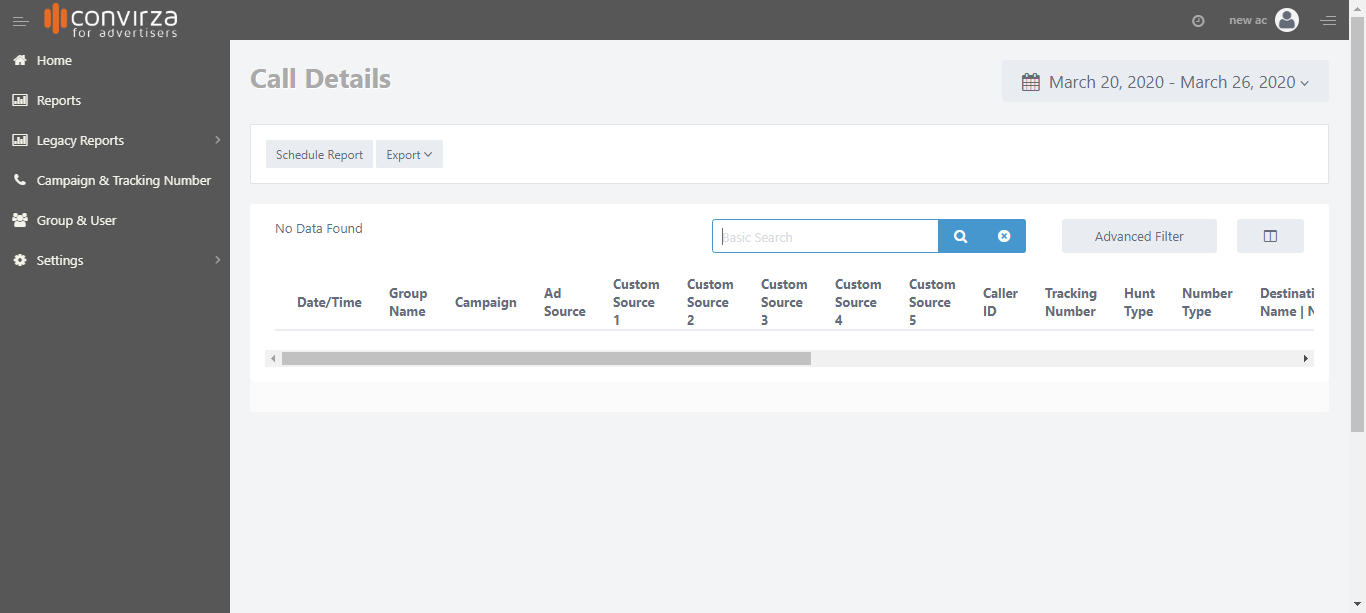 convirza
for advertisers
new ac
Home
Reports
Legacy Reports
Campaign & Tracking Number
Group & User
Settings
Call Details
March 20, 2020 - March 26, 2020
Schedule Report
Export
No Data Found
Basic Search
Advanced Filter
Date/Time
Group
Name
Campaign
Ad
Source
Custom
Source
1
Custom
Source
2
Custom
Source
3
Custom
Source
4
Custom
Source
5
Caller
ID
Tracking
Number
Hunt
Type
Number
Type
Destinati
Name | N